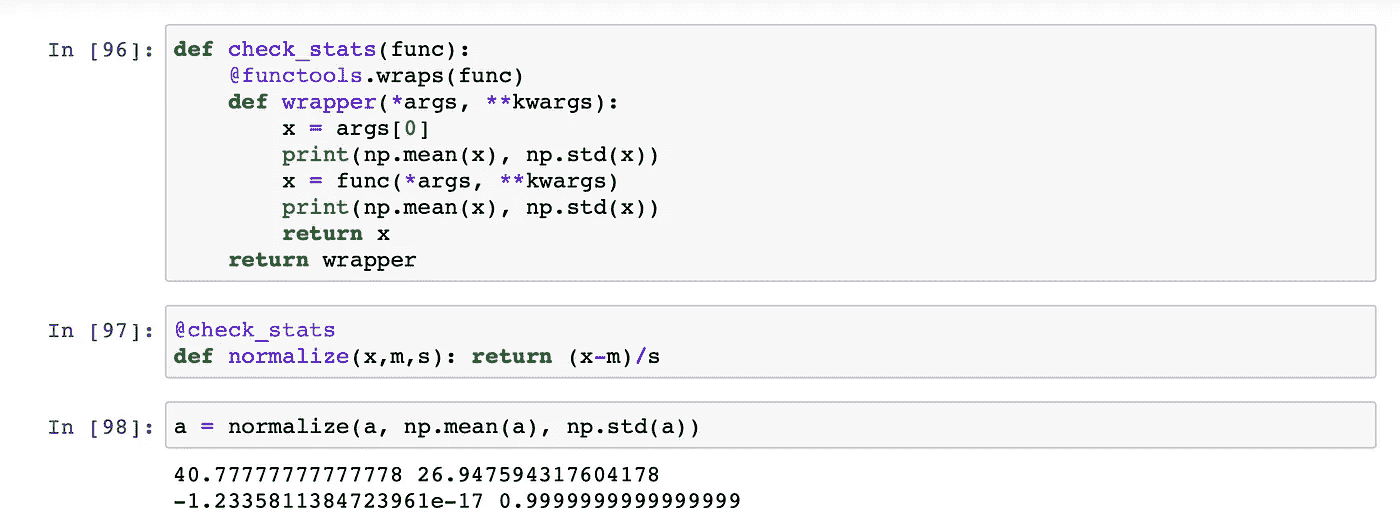 In [96]: def check_stats(func):
    @functools.wraps(func)
    def wrapper(*args, **kwargs):
        x = args[0]
        print(np.mean(x), np.std(x))
        x = func(*args, **kwargs)
        print(np.mean(x), np.std(x))
        return x
    return wrapper
In [97]: @check_stats
def normalize(x,m,s): return (x-m)/s
In [98]: a = normalize(a, np.mean(a), np.std(a))
40.77777777777778 26.947594317604178
-1.2335811384723961e-17 0.9999999999999999